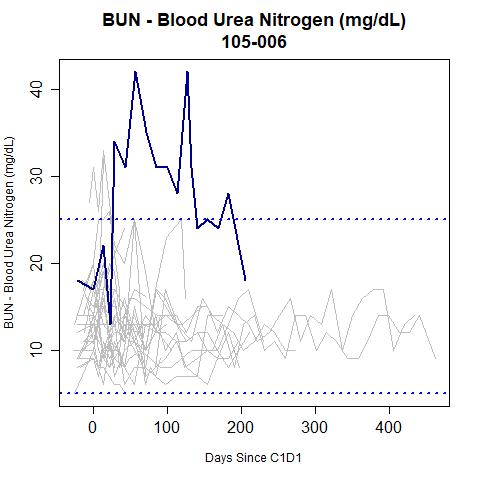 BUN - Blood Urea Nitrogen (mg/dL)
105-006
BUN - Blood Urea Nitrogen (mg/dL)
40
30
20
10
0 100 200 300 400
Days Since C1D1